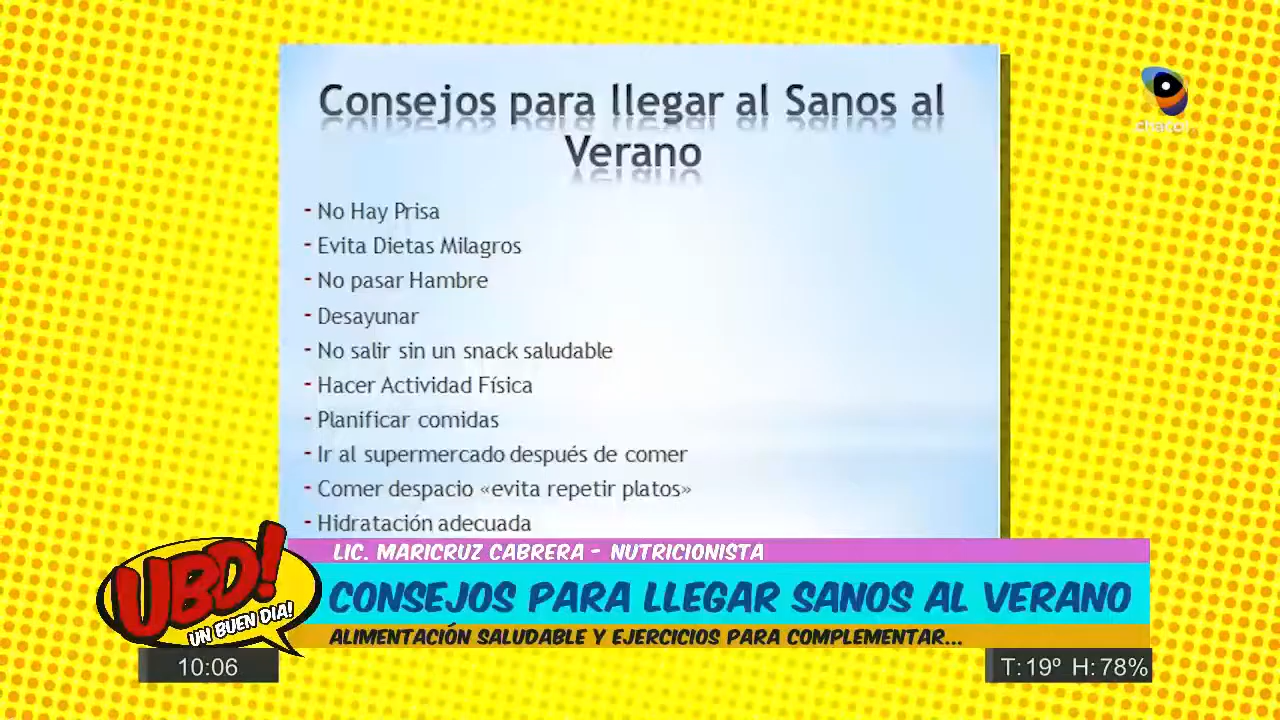 Consejos para llegar al Sanos al
Verano
- No Hay Prisa
- Evita Dietas Milagros
- No pasar Hambre
- Desayunar
- No salir sin un snack saludable
- Hacer Actividad Física
- Planificar comidas
- Ir al supermercado después de comer
- Comer despacio «evita repetir platos»
- Hidratación adecuada
LIC. MARICRUZ CABRERA - NUTRICIONISTA
CONSEJOS PARA LLEGAR SANOS AL VERANO
ALIMENTACIÓN SALUDABLE Y EJERCICIOS PARA COMPLEMENTAR...
UBD!
UN BUEN DIA!
10:06
T:19º H:78%